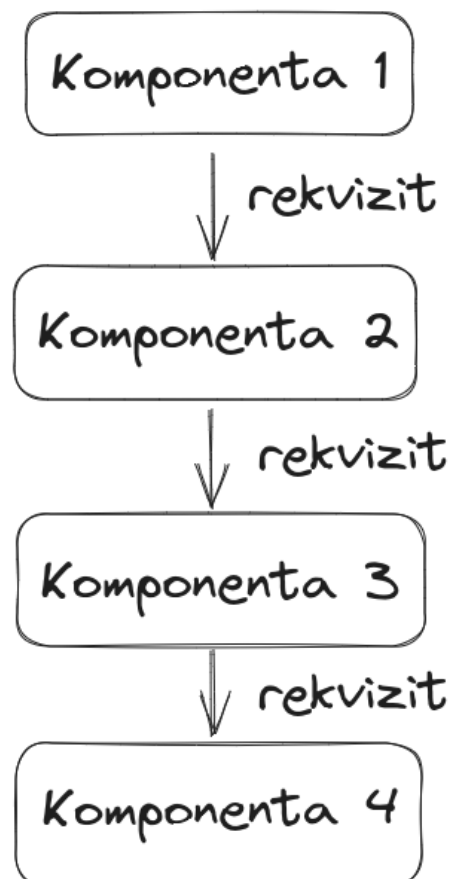 Komponenta 1
rekvizit
Komponenta 2
rekvizit
Komponenta 3
rekvizit
Komponenta 4